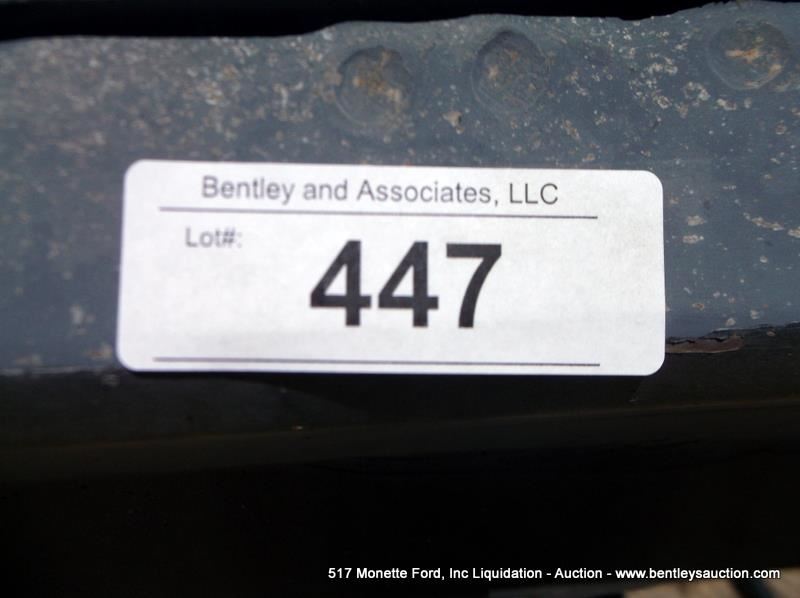 Bentley and Associates, LLC
Lot#:
447
517 Monette Ford, Inc Liquidation - Auction - www.bentleysauction.com